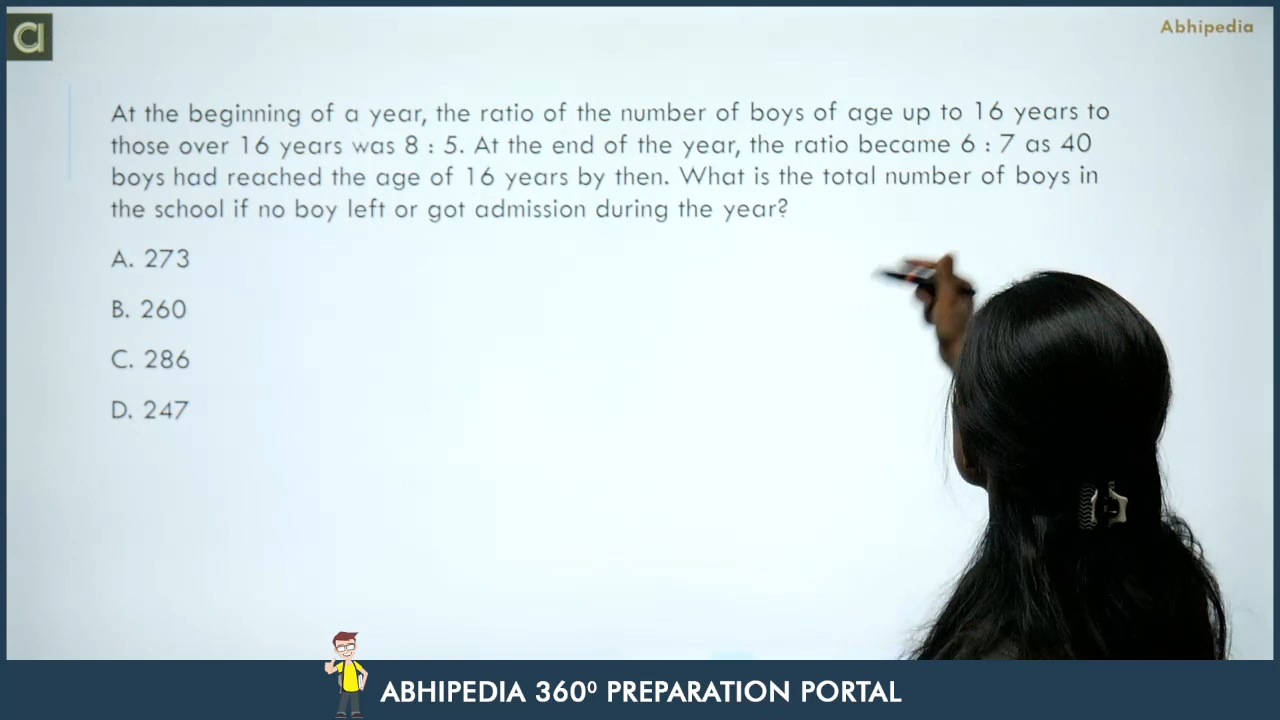 a
Abhipedia
At the beginning of a year, the ratio of the number of boys of age up to 16 years to
those over 16 years was 8 : 5. At the end of the year, the ratio became 6 : 7 as 40
boys had reached the age of 16 years by then. What is the total number of boys in
the school if no boy left or got admission during the year?
A. 273
B. 260
C. 286
D. 247
ABHIPEDIA 360⁰ PREPARATION PORTAL